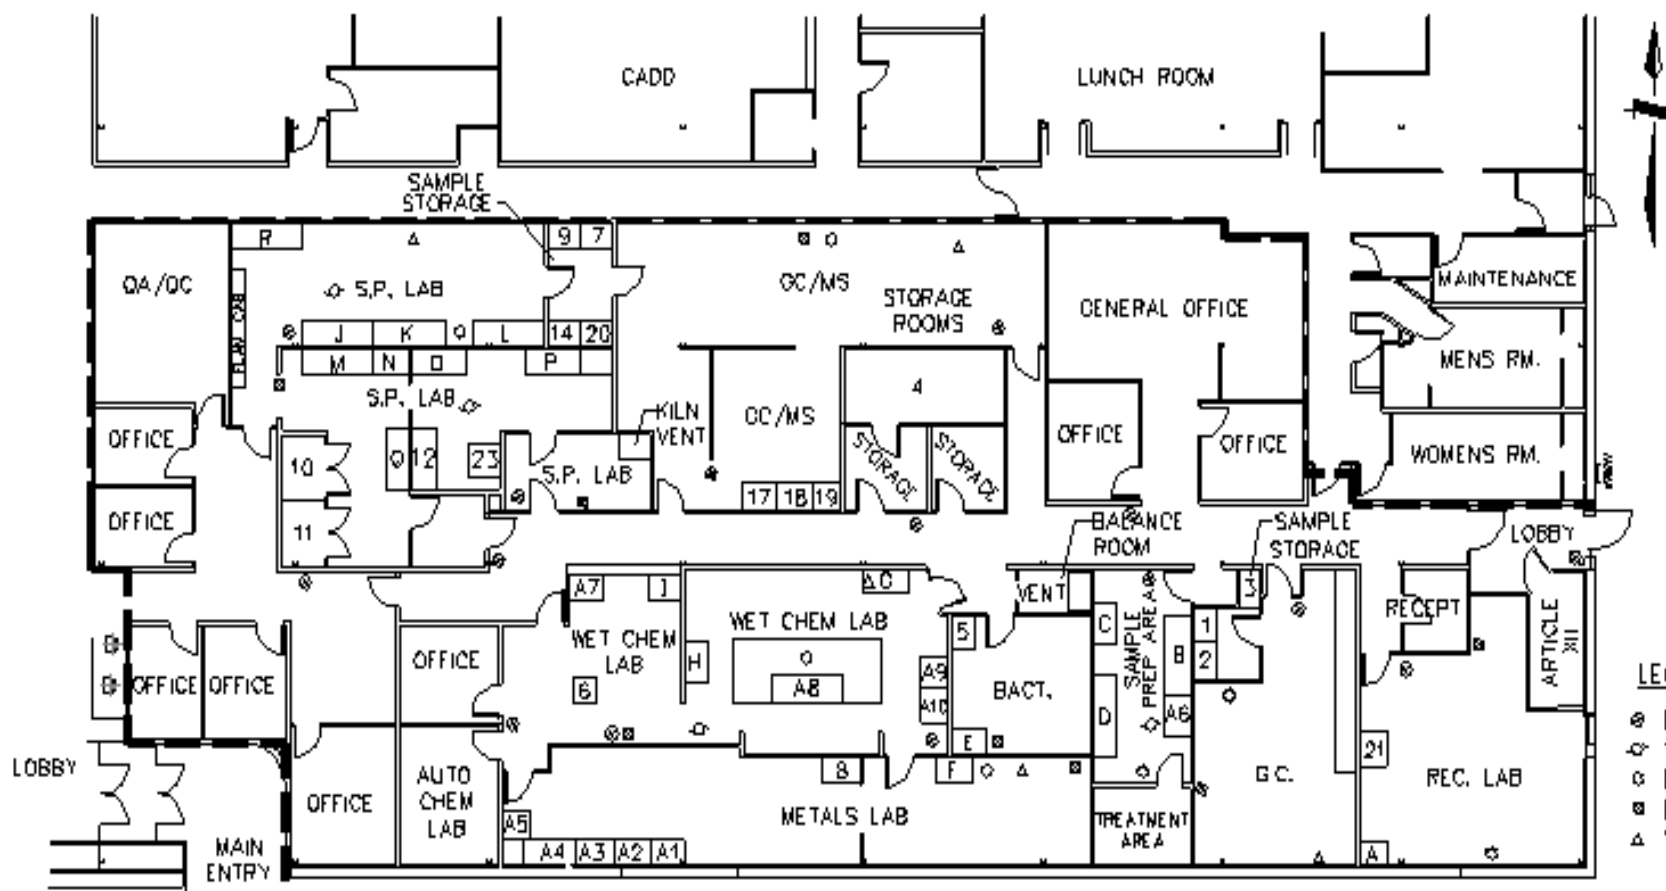 CADD
LUNCH ROOM
SAMPLE
STORAGE
R
9
7
QA/QC
S.P. LAB
GC/MS
STORAGE
ROOMS
GENERAL OFFICE
MAINTENANCE
J
K
L
14
20
M
N
O
P
4
MENS RM.
S.P. LAB
KILN
VENT
GC/MS
OFFICE
OFFICE
OFFICE
STORAGE
STORAGE
WOMENS RM.
10
Q
12
23
S.P. LAB
17
18
19
OFFICE
11
BALANCE
ROOM
SAMPLE
STORAGE
LOBBY
A7
I
VENT
3
RECEPT
WET CHEM
LAB
WET CHEM LAB
5
C
SAMPLE
PREP AREA
1
2
B
ARTICLE
XII
OFFICE
H
A9
OFFICE
OFFICE
6
A8
A10
BACT.
D
A6
E
21
LOBBY
AUTO
CHEM
LAB
8
F
G.C.
REC. LAB
OFFICE
METALS LAB
TREATMENT
AREA
A5
MAIN
ENTRY
A4
A3
A2
A1
A